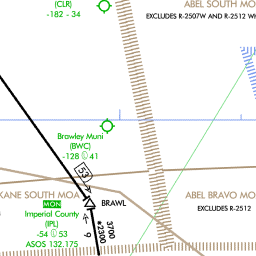 (CLR)
-182 - 34
ABEL SOUTH MO
EXCLUDES R-2507W AND R-2512 WH
Brawley Muni
(BWC)
-128 Ⓛ 41
53
KANE SOUTH MOA
MON
Imperial County
(IPL)
-54 Ⓛ 53
ASOS 132.175
BRAWL
3700
*2300
9
ABEL BRAVO MO
EXCLUDES R-2512